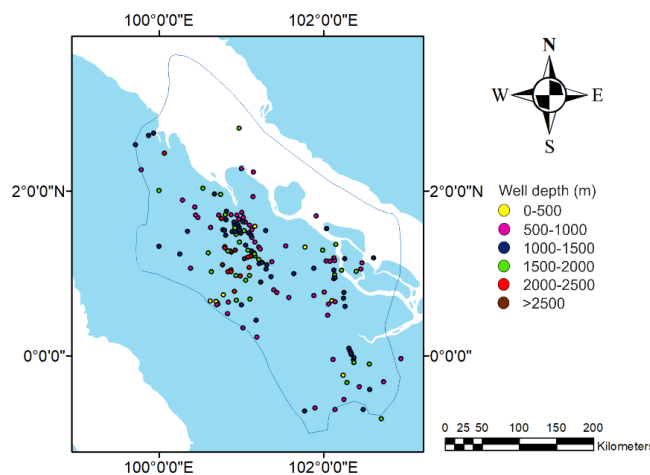 100°0'0"E 102°0'0"E
N
W E
S
2°0'0"N 2°0'0"N
Well depth (m)
0-500
500-1000
1000-1500
1500-2000
2000-2500
>2500
0°0'0" 0°0'0"
0 25 50 100 150 200
Kilometers
100°0'0"E 102°0'0"E